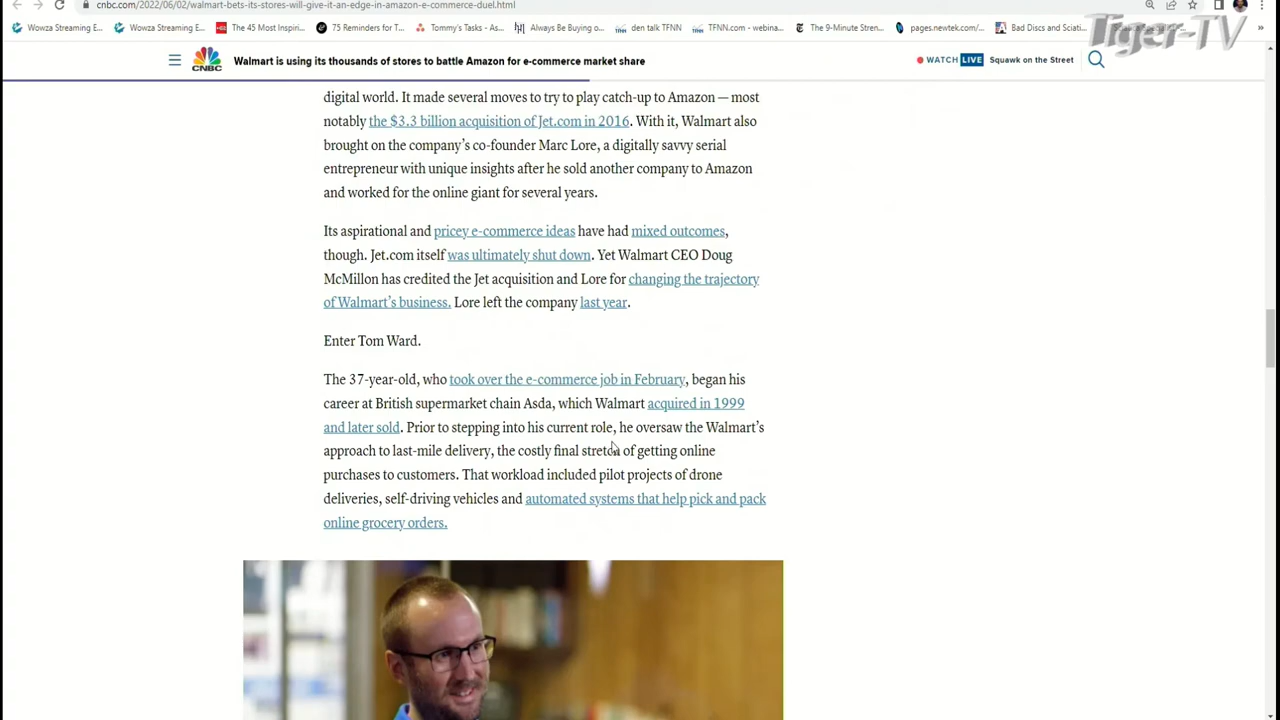 cnbc.com/2022/06/02/walmart-bets-its-stores-will-give-it-an-edge-in-amazon-e-commerce-duel.html
Wowza Streaming E... Wowza Streaming E... The 45 Most Inspiri... 75 Reminders for T... Tommy's Tasks - As... Always Be Buying o... den talk TFNN TFNN.com - webina... The 9-Minute Stren... pages.newtek.com/... Bad Discs and Sciati...
Tiger-TV
CNBC
Walmart is using its thousands of stores to battle Amazon for e-commerce market share
WATCH LIVE Squawk on the Street
digital world. It made several moves to try to play catch-up to Amazon — most
notably the $3.3 billion acquisition of Jet.com in 2016. With it, Walmart also
brought on the company's co-founder Marc Lore, a digitally savvy serial
entrepreneur with unique insights after he sold another company to Amazon
and worked for the online giant for several years.
Its aspirational and pricey e-commerce ideas have had mixed outcomes,
though. Jet.com itself was ultimately shut down. Yet Walmart CEO Doug
McMillon has credited the Jet acquisition and Lore for changing the trajectory
of Walmart's business. Lore left the company last year.
Enter Tom Ward.
The 37-year-old, who took over the e-commerce job in February, began his
career at British supermarket chain Asda, which Walmart acquired in 1999
and later sold. Prior to stepping into his current role, he oversaw the Walmart's
approach to last-mile delivery, the costly final stretch of getting online
purchases to customers. That workload included pilot projects of drone
deliveries, self-driving vehicles and automated systems that help pick and pack
online grocery orders.